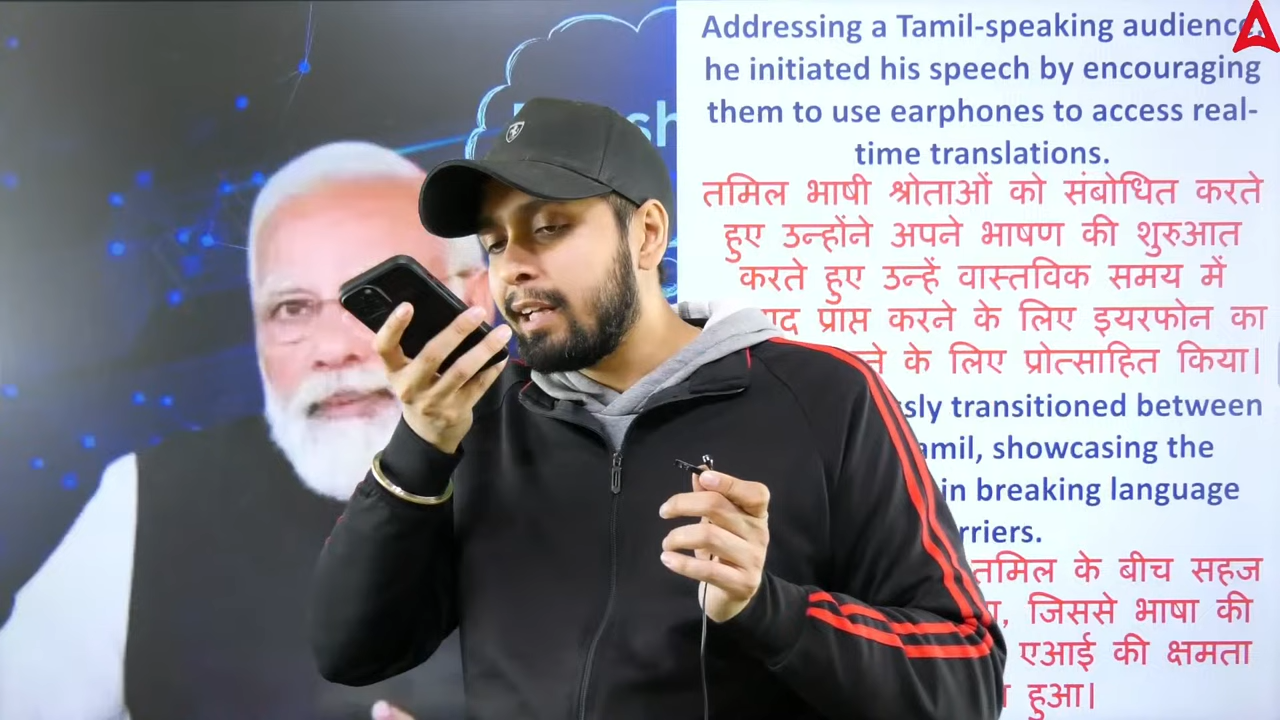 Addressing a Tamil-speaking audience,
he initiated his speech by encouraging
them to use earphones to access real-
time translations.
तमिल भाषी श्रोताओं को संबोधित करते
हुए उन्होंने अपने भाषण की शुरुआत
करते हुए उन्हें वास्तविक समय में
प्राप्त करने के लिए इयरफोन का
के लिए प्रोत्साहित किया।
transitioned between
showcasing the
in breaking language
तमिल के बीच सहज
जिससे भाषा की
एआई की क्षमता
हुआ।